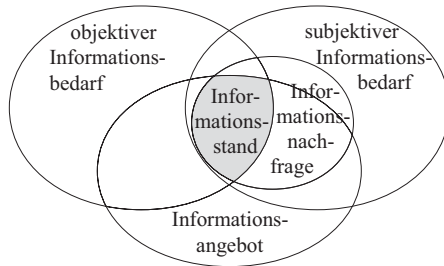 objektiver
Informations-
bedarf
subjektiver
Informations-
bedarf
Infor-
mations-
stand
Infor-
mations-
nach-
frage
Informations-
angebot